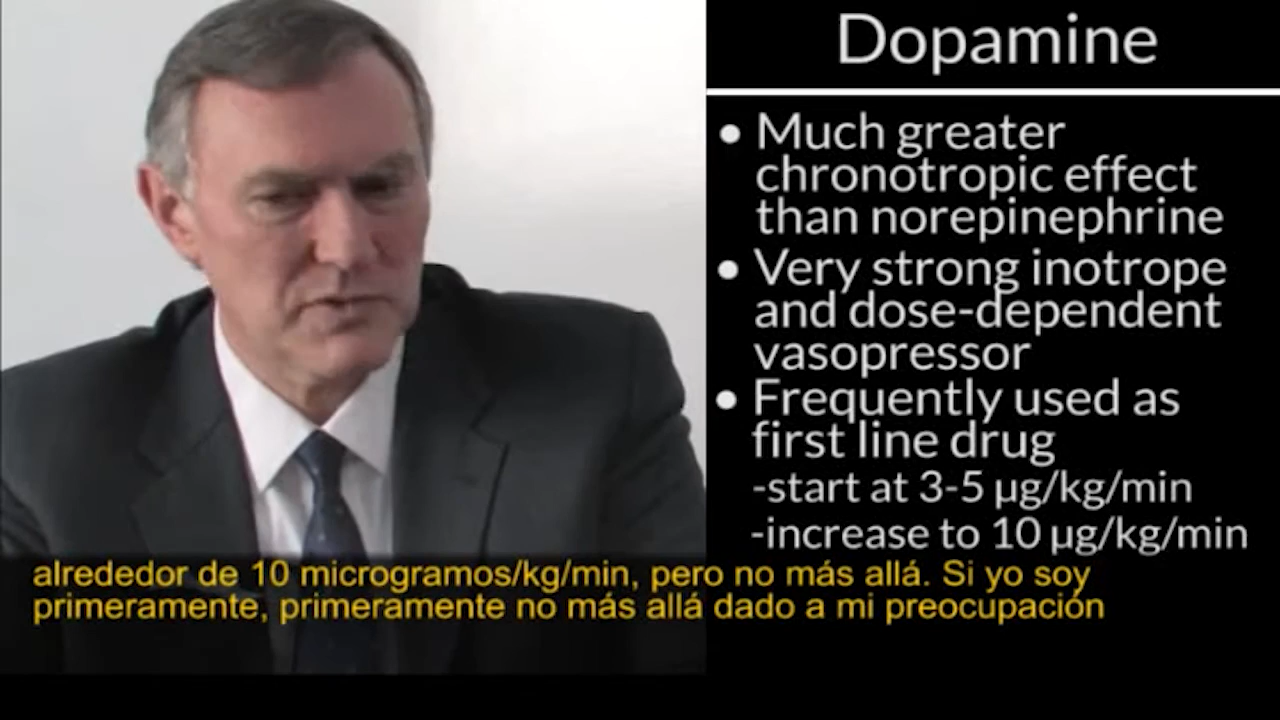 Dopamine
• Much greater
chronotropic effect
than norepinephrine
• Very strong inotrope
and dose-dependent
vasopressor
• Frequently used as
first line drug
-start at 3-5 µg/kg/min
-increase to 10 µg/kg/min
alrededor de 10 microgramos/kg/min, pero no más allá. Si yo soy
primeramente, primeramente no más allá dado a mi preocupación